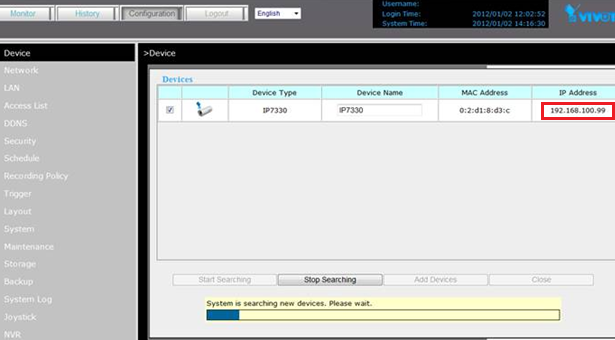 Username:
Monitor History Configuration Logout English Login Time: 2012/01/02 12:02:52
System Time: 2012/01/02 14:16:30
Device >Device
Network
LAN
Access List
DDNS
Security
Schedule
Recording Policy
Trigger
Layout
System
Maintenance
Storage
Backup
System Log
Joystick
NVR
Devices
Device Type Device Name MAC Address IP Address
IP7330 IP7330 0:2:d1:8:d3:c 192.168.100.99
Start Searching Stop Searching Add Devices Close
System is searching new devices. Please wait.